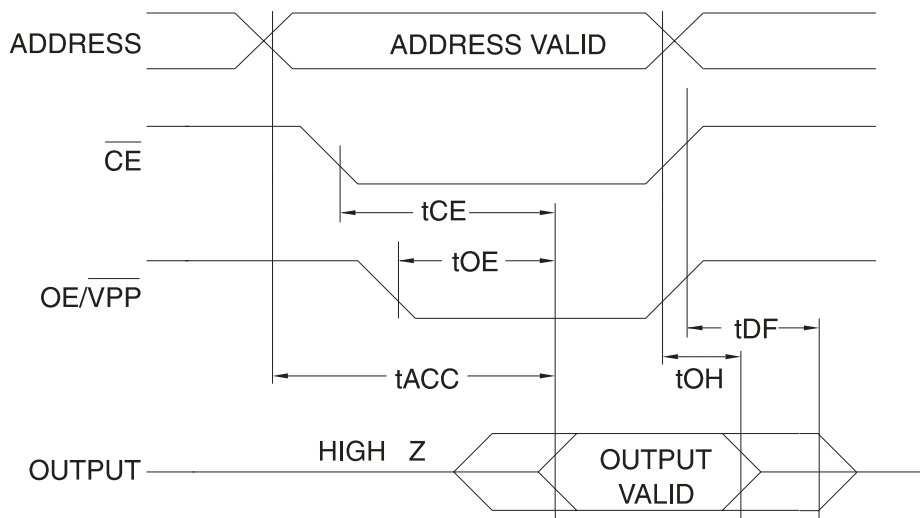 ADDRESS
ADDRESS VALID
CE
tCE
tOE
OE/VPP
tDF
tACC
tOH
HIGH Z
OUTPUT
OUTPUT
VALID